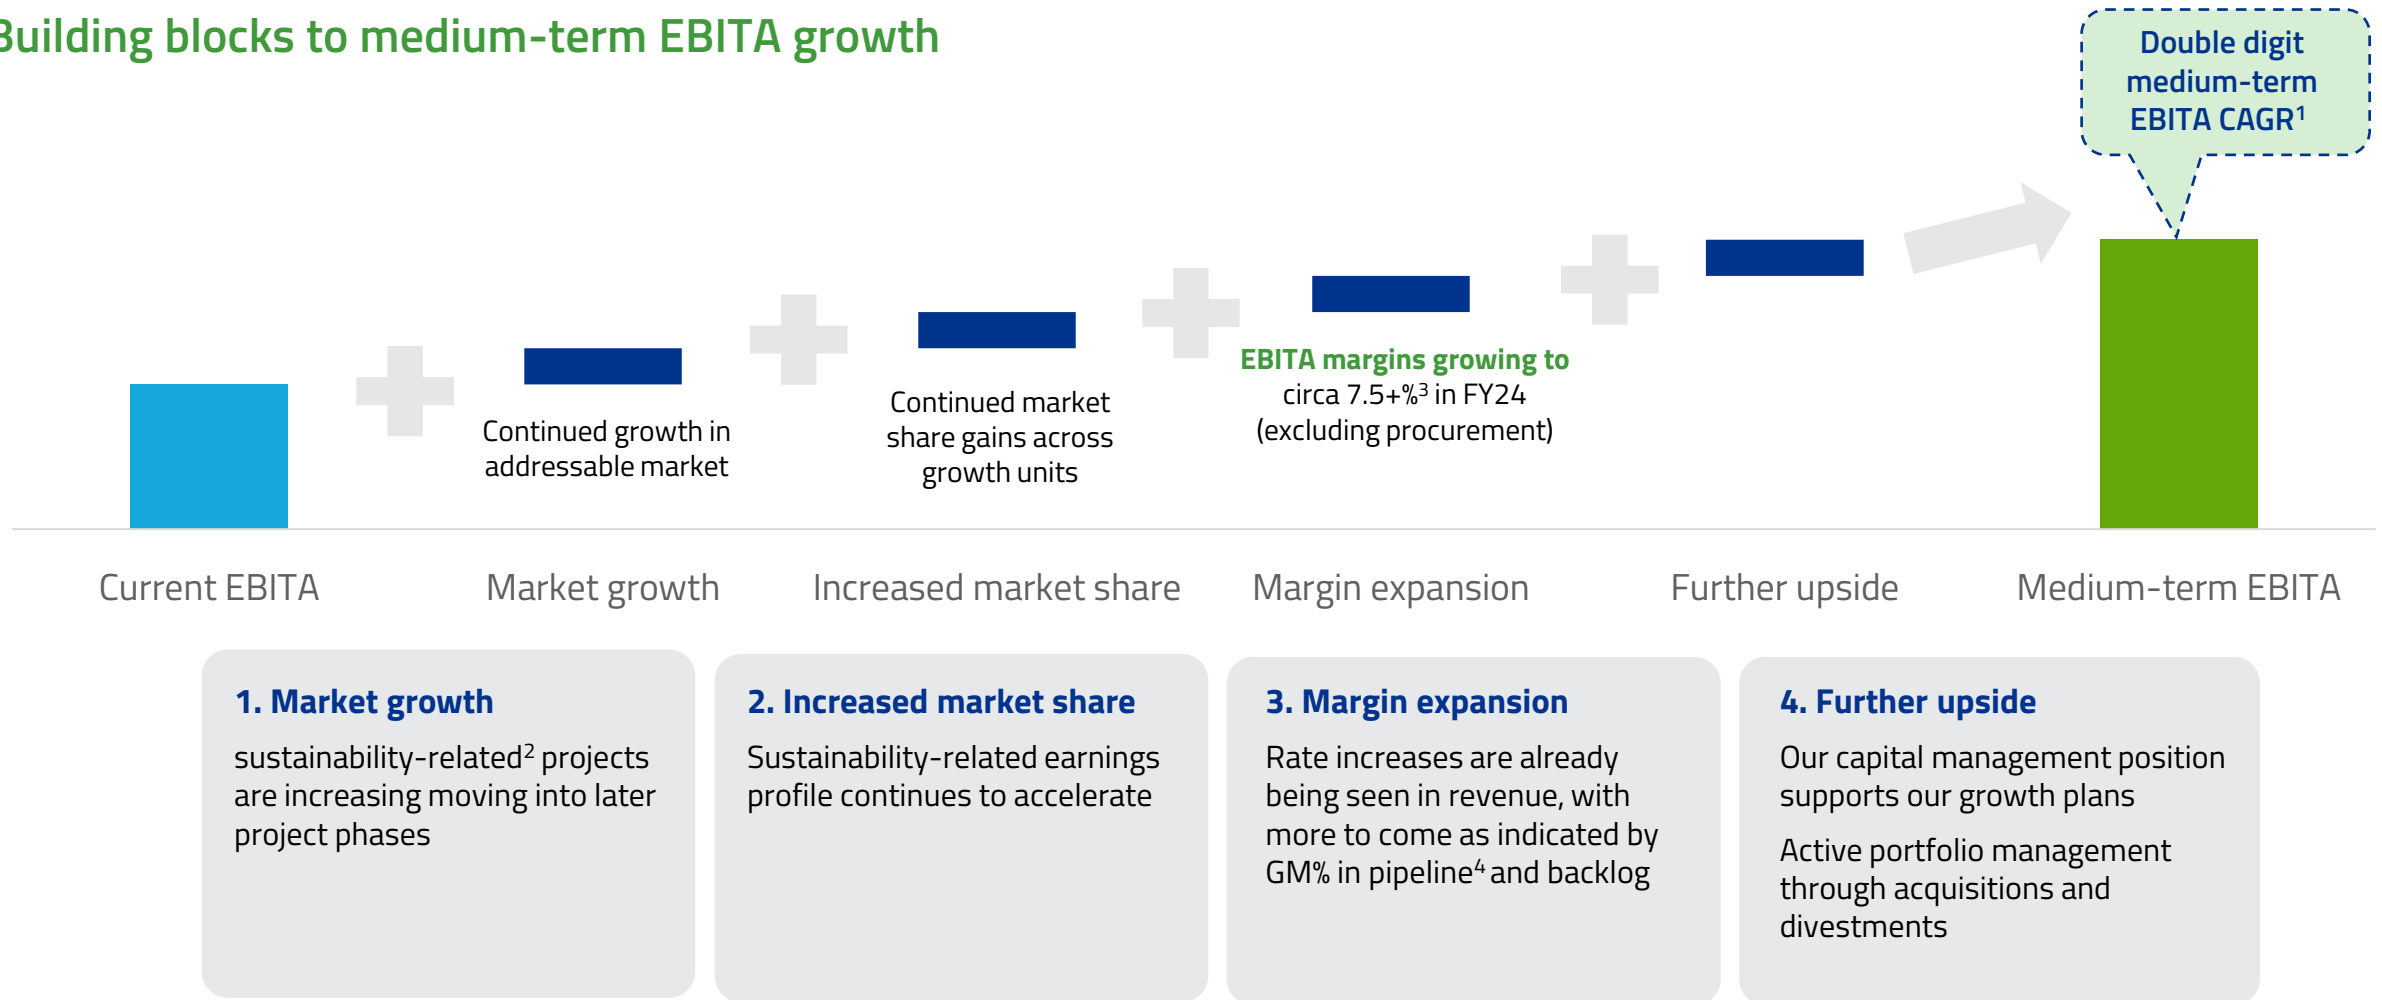 Building blocks to medium-term EBITA growth
Double digit
medium-term
EBITA CAGR¹
Continued growth in
addressable market
Continued market
share gains across
growth units
EBITA margins growing to
circa 7.5+%³ in FY24
(excluding procurement)
Current EBITA
Market growth
Increased market share
Margin expansion
Further upside
Medium-term EBITA
1. Market growth
sustainability-related² projects
are increasing moving into later
project phases
2. Increased market share
Sustainability-related earnings
profile continues to accelerate
3. Margin expansion
Rate increases are already
being seen in revenue, with
more to come as indicated by
GM% in pipeline⁴ and backlog
4. Further upside
Our capital management position
supports our growth plans
Active portfolio management
through acquisitions and
divestments